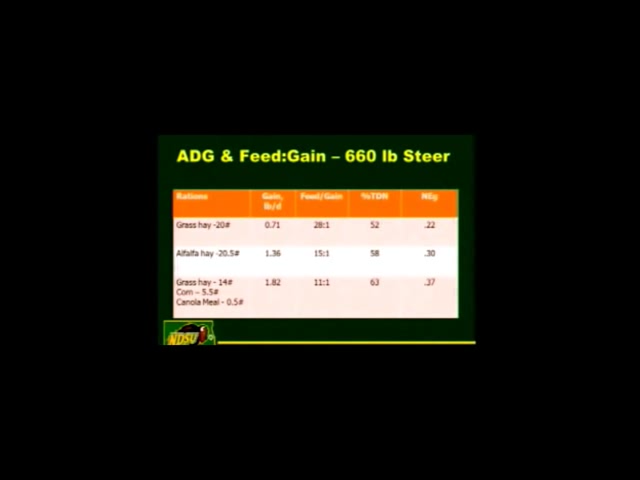 ADG & Feed:Gain – 660 lb Steer
Rations Gain, lb/d Feed/Gain %TDN NEg
Grass hay -20# 0.71 28:1 52 .22
Alfalfa hay -20.5# 1.36 15:1 58 .30
Grass hay - 14# 1.82 11:1 63 .37
Corn – 5.5#
Canola Meal - 0.5#
NDSU